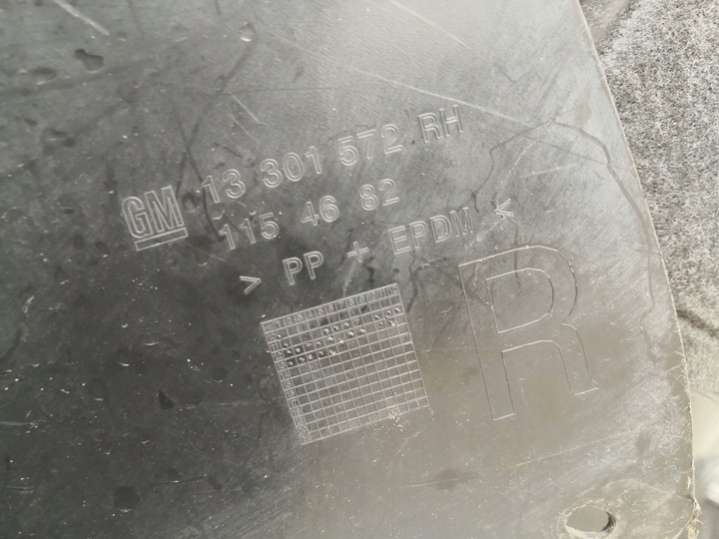 GM 13 301 572 RH
115 46 82
> PP + EPDM <
R